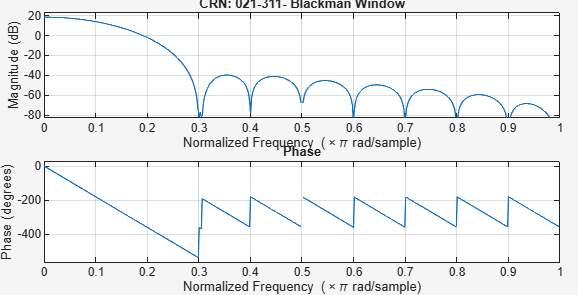 CRN: 021-311- Blackman Window
Magnitude (dB)
20
0
-20
-40
-60
-80
0 0.1 0.2 0.3 0.4 0.5 0.6 0.7 0.8 0.9 1
Normalized Frequency (×π rad/sample)
Phase
Phase (degrees)
0
-200
-400
0 0.1 0.2 0.3 0.4 0.5 0.6 0.7 0.8 0.9 1
Normalized Frequency (×π rad/sample)